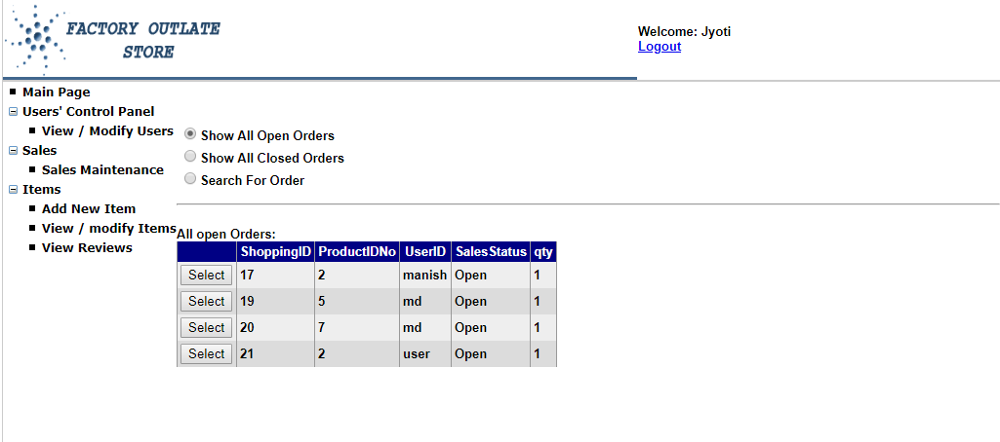 FACTORY OUTLATE
STORE
Welcome: Jyoti
Logout
Main Page
Users' Control Panel
View / Modify Users
Sales
Sales Maintenance
Items
Add New Item
View / modify Items
View Reviews
Show All Open Orders
Show All Closed Orders
Search For Order
All open Orders:
ShoppingID ProductIDNo UserID SalesStatus qty
Select 17 2 manish Open 1
Select 19 5 md Open 1
Select 20 7 md Open 1
Select 21 2 user Open 1